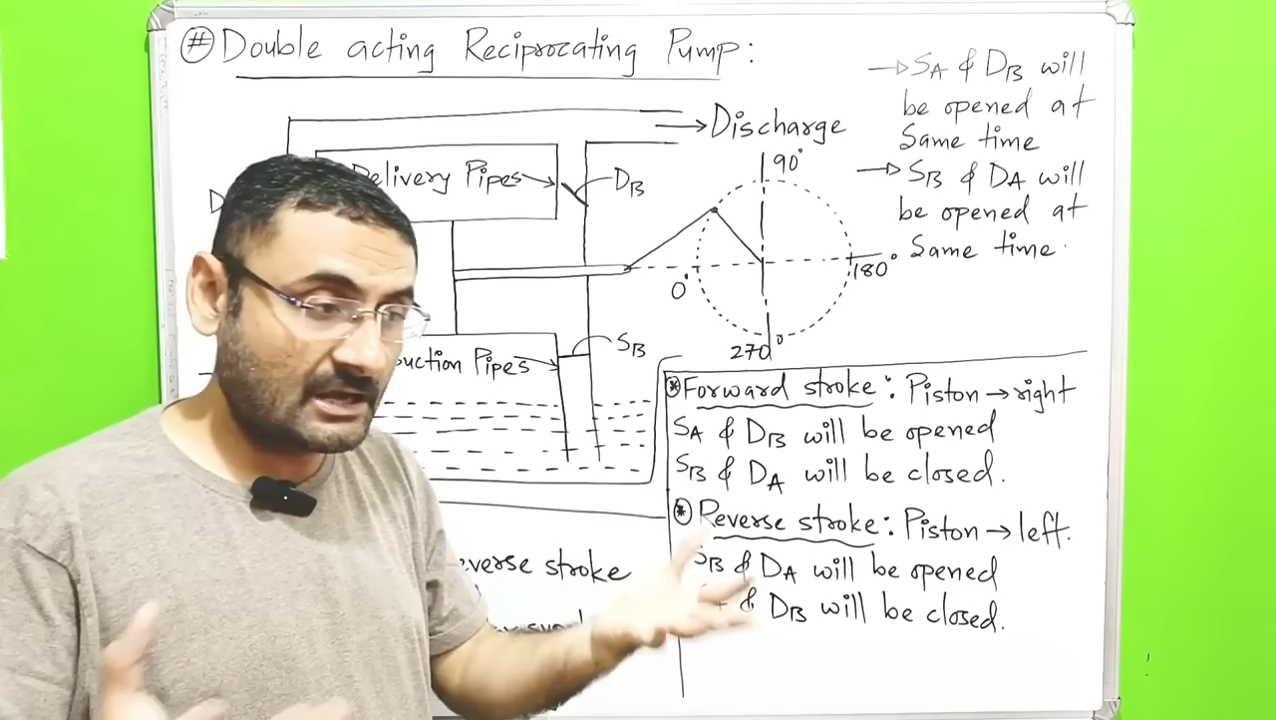 # Double acting Reciprocating Pump:
→ SA & DB will
be opened at
Same time
→ SB & DA will
be opened at
Same time.
→ Discharge
Delivery Pipes
DB
90°
180°
0°
270°
SB
Suction Pipes
* Forward stroke: Piston → right
SA & DB will be opened
SB & DA will be closed.
* Reverse stroke: Piston → left.
SB & DA will be opened
& DB will be closed.
stroke